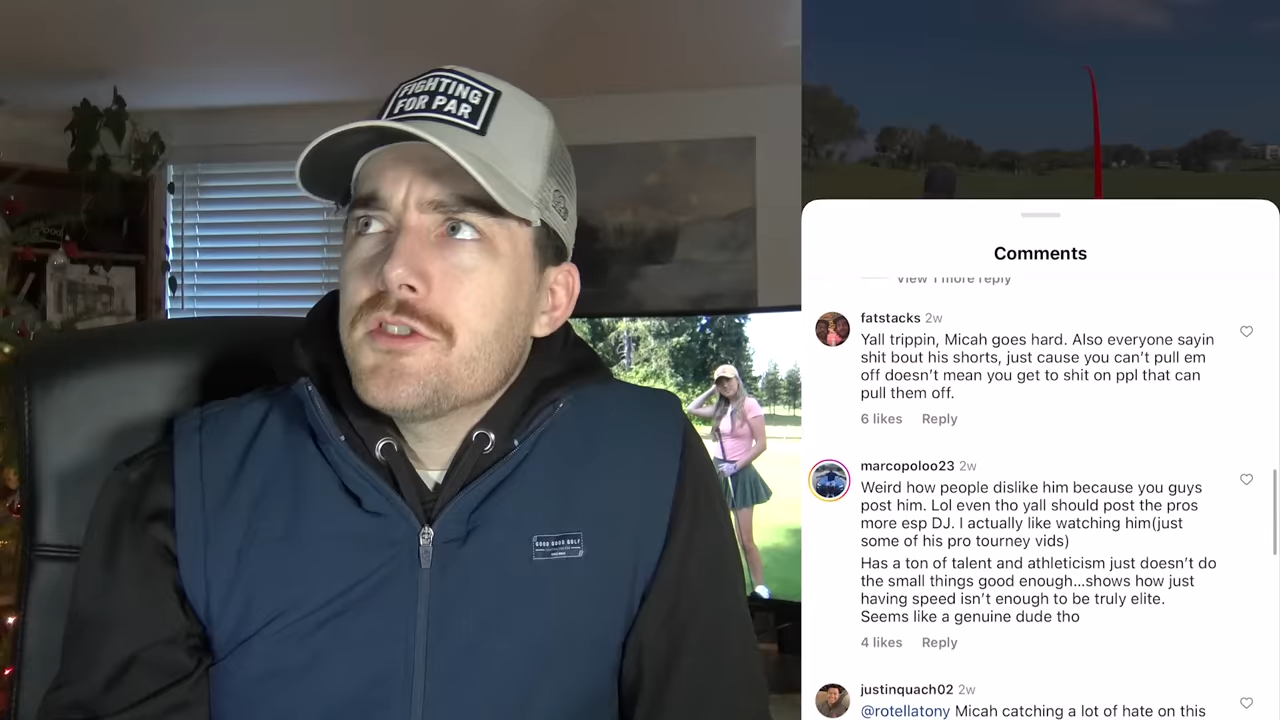 FIGHTING
FOR PAR
GOOD GOOD GOLF
Comments
View 1 more reply
fatstacks 2w
Yall trippin, Micah goes hard. Also everyone sayin
shit bout his shorts, just cause you can't pull em
off doesn't mean you get to shit on ppl that can
pull them off.
6 likes Reply
marcopoloo23 2w
Weird how people dislike him because you guys
post him. Lol even tho yall should post the pros
more esp DJ. I actually like watching him(just
some of his pro tourney vids)
Has a ton of talent and athleticism just doesn't do
the small things good enough...shows how just
having speed isn't enough to be truly elite.
Seems like a genuine dude tho
4 likes Reply
justinquach02 2w
@rotellatony Micah catching a lot of hate on this